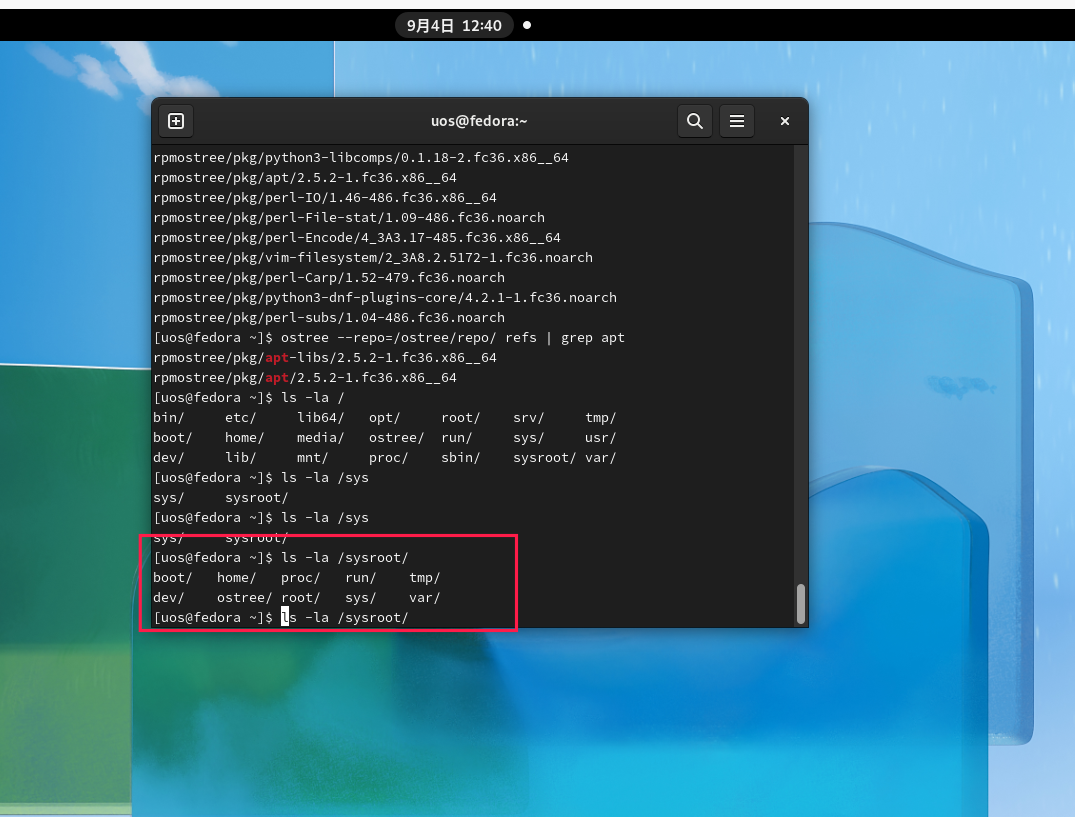 9月4日 12:40
uos@fedora:~
rpmostree/pkg/python3-libcomps/0.1.18-2.fc36.x86__64
rpmostree/pkg/apt/2.5.2-1.fc36.x86__64
rpmostree/pkg/perl-IO/1.46-486.fc36.x86__64
rpmostree/pkg/perl-File-stat/1.09-486.fc36.noarch
rpmostree/pkg/perl-Encode/4_3A3.17-485.fc36.x86__64
rpmostree/pkg/vim-filesystem/2_3A8.2.5172-1.fc36.noarch
rpmostree/pkg/perl-Carp/1.52-479.fc36.noarch
rpmostree/pkg/python3-dnf-plugins-core/4.2.1-1.fc36.noarch
rpmostree/pkg/perl-subs/1.04-486.fc36.noarch
[uos@fedora ~]$ ostree --repo=/ostree/repo/ refs | grep apt
rpmostree/pkg/apt-libs/2.5.2-1.fc36.x86__64
rpmostree/pkg/apt/2.5.2-1.fc36.x86__64
[uos@fedora ~]$ ls -la /
bin/ etc/ lib64/ opt/ root/ srv/ tmp/
boot/ home/ media/ ostree/ run/ sys/ usr/
dev/ lib/ mnt/ proc/ sbin/ sysroot/ var/
[uos@fedora ~]$ ls -la /sys
sys/ sysroot/
[uos@fedora ~]$ ls -la /sys
sys/ sysroot/
[uos@fedora ~]$ ls -la /sysroot/
boot/ home/ proc/ run/ tmp/
dev/ ostree/ root/ sys/ var/
[uos@fedora ~]$ ls -la /sysroot/